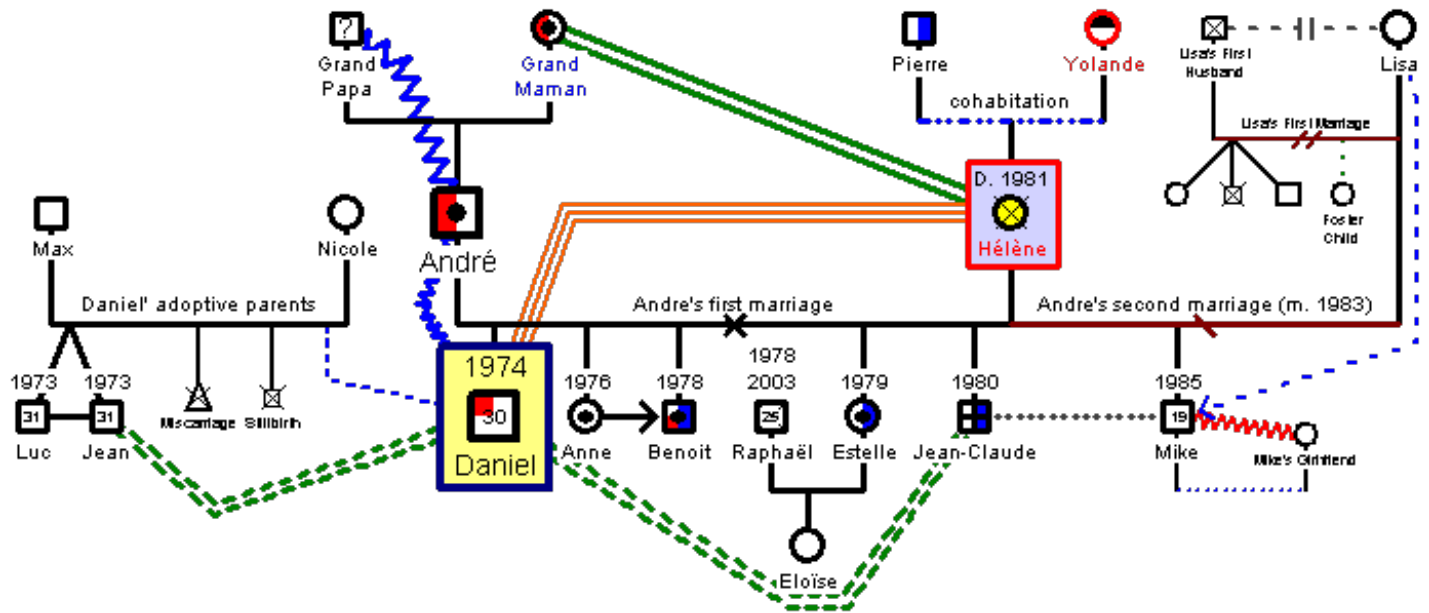 ?
Grand
Papa
Grand
Maman
Pierre
Yolande
cohabitation
Lisa's First
Husband
Lisa
Lisa's First Marriage
Foster
Child
D. 1981
Hélène
Max
Nicole
André
Daniel' adoptive parents
Andre's first marriage
Andre's second marriage (m. 1983)
1973
31
Luc
1973
31
Jean
Miscarriage
Stillbirth
1974
30
Daniel
1976
Anne
1978
Benoit
1978
2003
25
Raphaël
1979
Estelle
1980
Jean-Claude
1985
19
Mike
Mike's Girlfriend
Eloïse